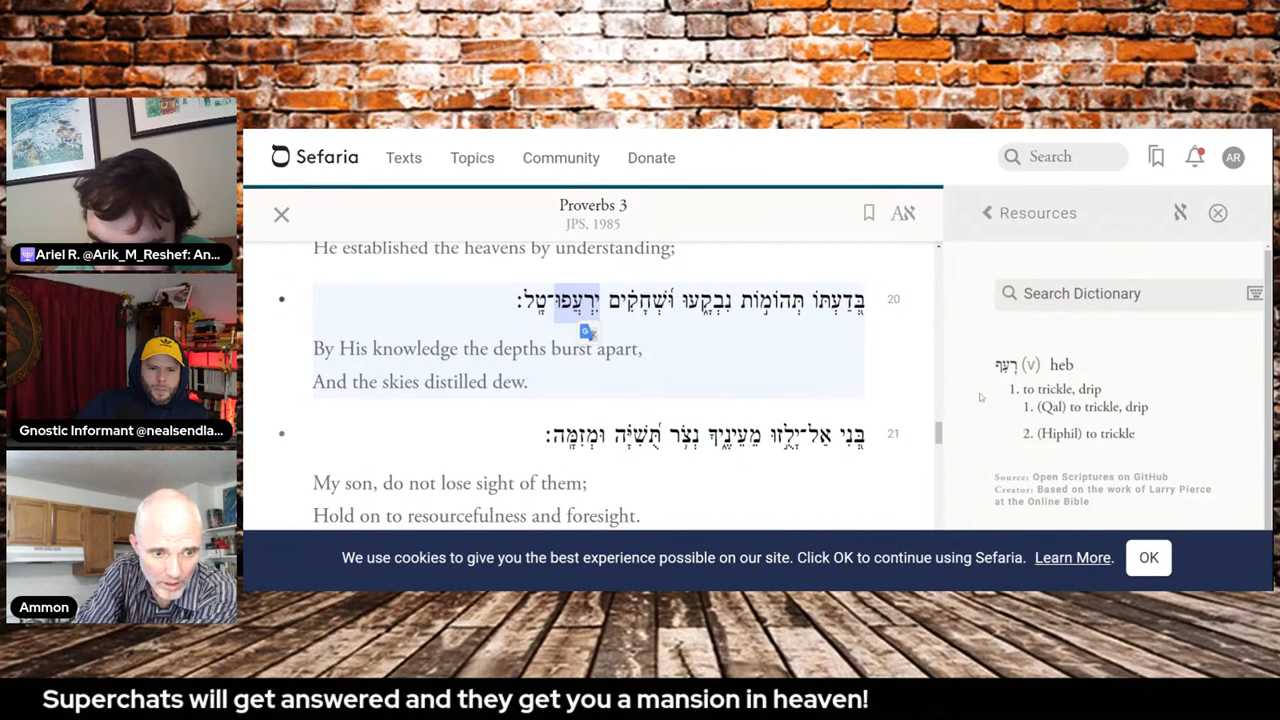 Sefaria
Texts
Topics
Community
Donate
Search
AR
Proverbs 3
JPS, 1985
Resources
He established the heavens by understanding;
Search Dictionary
בְּדַעְתּוֹ תְּהוֹמ֣וֹת נִבְקָ֑עוּ וּ֝שְׁחָקִ֗ים יִרְעֲפוּ־טָֽל׃
20
By His knowledge the depths burst apart,
And the skies distilled dew.
רָעַף (v) heb
1. to trickle, drip
1. (Qal) to trickle, drip
2. (Hiphil) to trickle
בְּ֭נִי אַל־יָלֻ֣זוּ מֵעֵינֶ֑יךָ נְצֹ֥ר תֻּ֝שִׁיָּ֗ה וּמְזִמָּֽה׃
21
My son, do not lose sight of them;
Hold on to resourcefulness and foresight.
Source: Open Scriptures on GitHub
Creator: Based on the work of Larry Pierce
at the Online Bible
We use cookies to give you the best experience possible on our site. Click OK to continue using Sefaria. Learn More.
OK
Ariel R. @Arik_M_Reshef: An...
Gnostic Informant @nealsendla...
Ammon
Superchats will get answered and they get you a mansion in heaven!